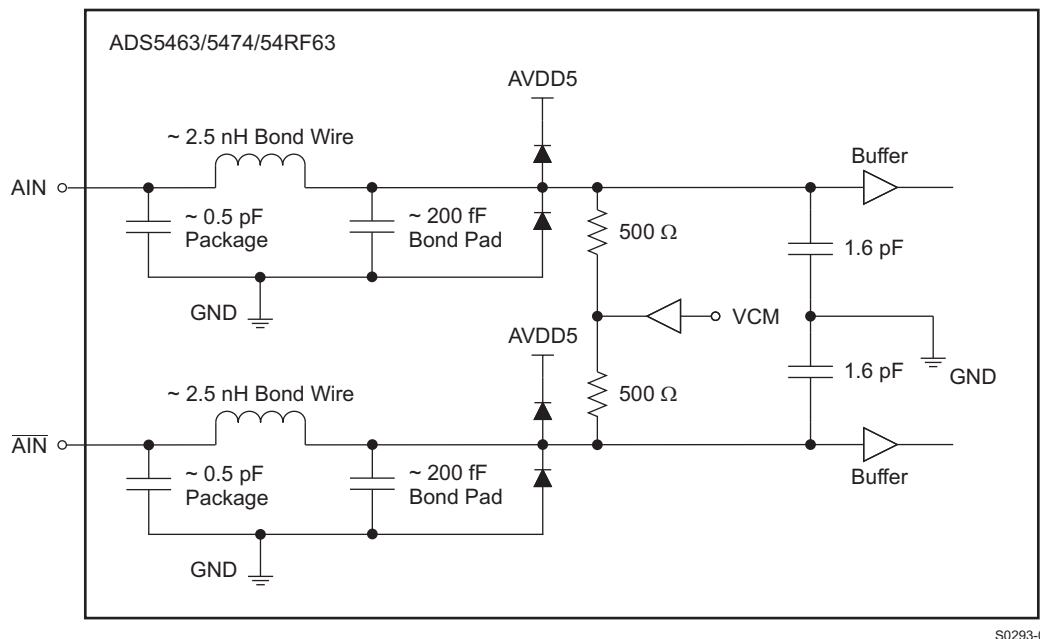 ADS5463/5474/54RF63
AVDD5
~ 2.5 nH Bond Wire
Buffer
AIN
~ 0.5 pF
Package
~ 200 fF
Bond Pad
500 Ω
1.6 pF
GND
VCM
AVDD5
GND
~ 2.5 nH Bond Wire
500 Ω
1.6 pF
AIN
~ 0.5 pF
Package
~ 200 fF
Bond Pad
Buffer
GND